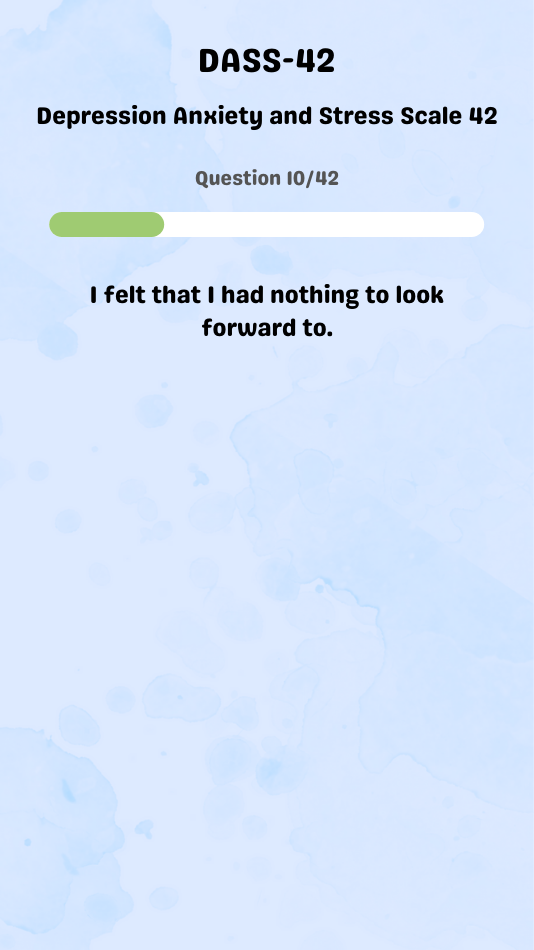 DASS-42
Depression Anxiety and Stress Scale 42
Question 10/42
I felt that I had nothing to look
forward to.